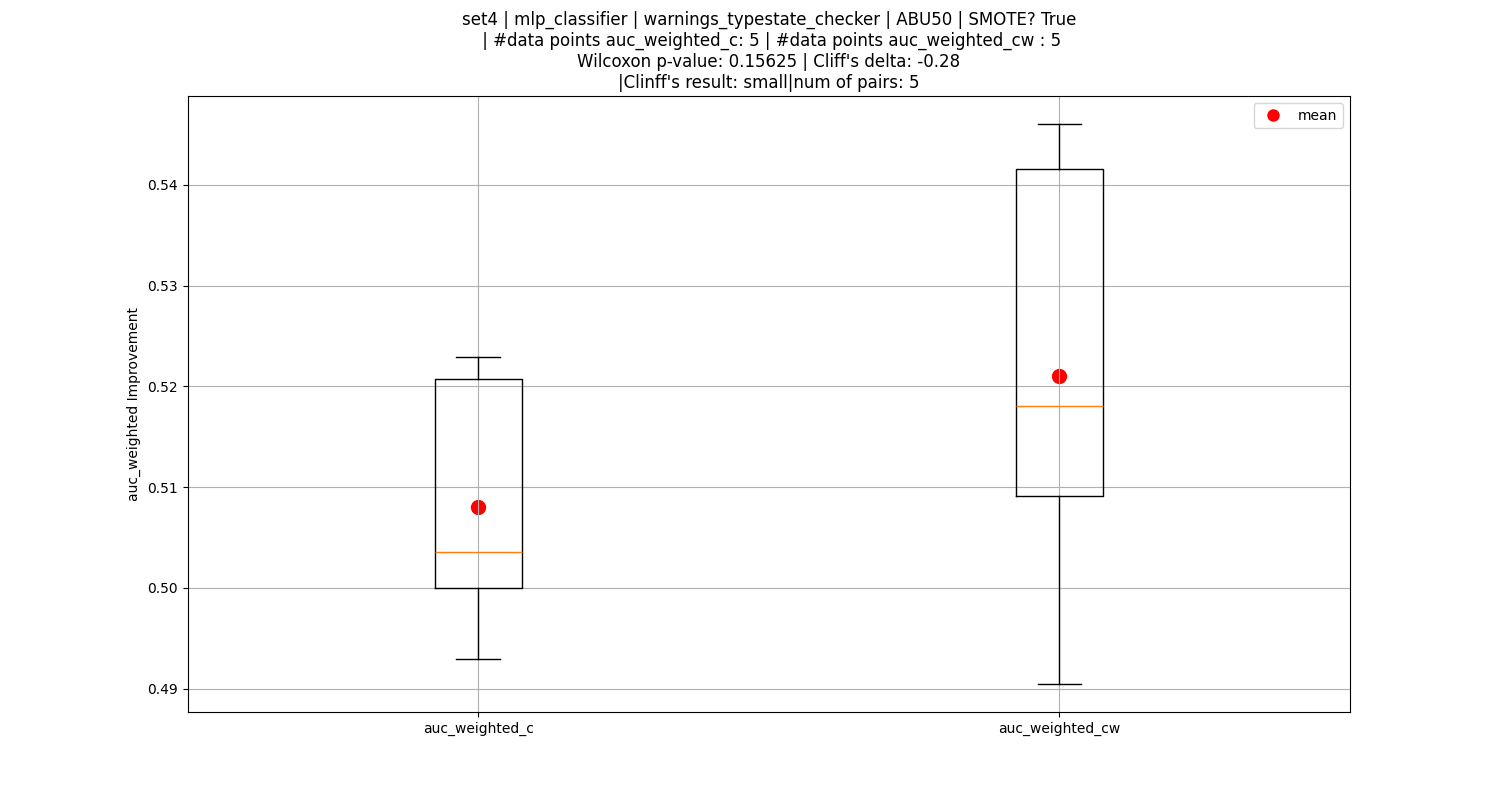 set4 | mlp_classifier | warnings_typestate_checker | ABU50 | SMOTE? True
| #data points auc_weighted_c: 5 | #data points auc_weighted_cw : 5
Wilcoxon p-value: 0.15625 | Cliff's delta: -0.28
|Clinff's result: small|num of pairs: 5
mean
0.54
0.53
0.52
0.51
0.50
0.49
auc_weighted Improvement
auc_weighted_c
auc_weighted_cw